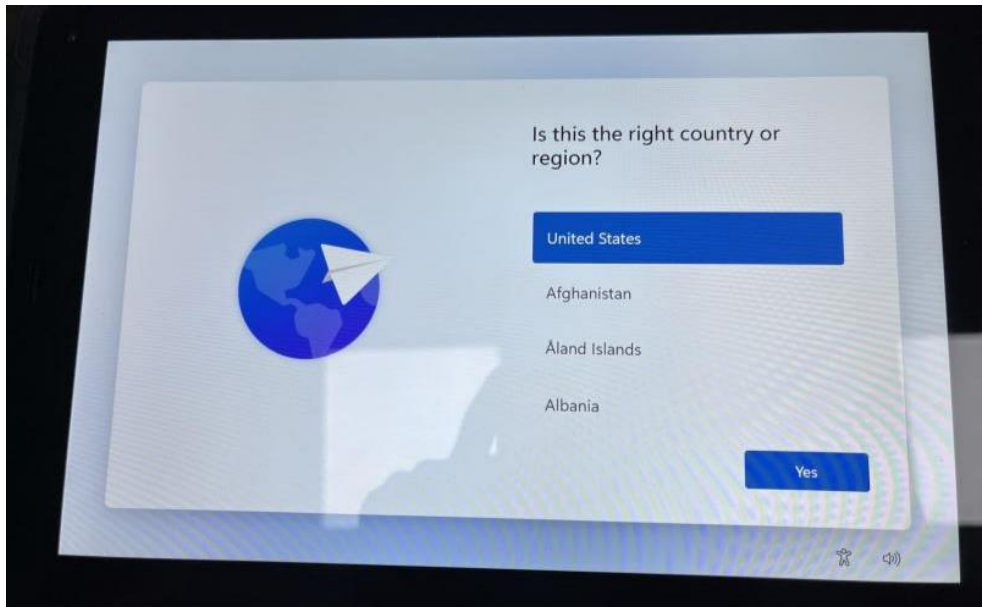 Is this the right country or
region?
United States
Afghanistan
Åland Islands
Albania
Yes